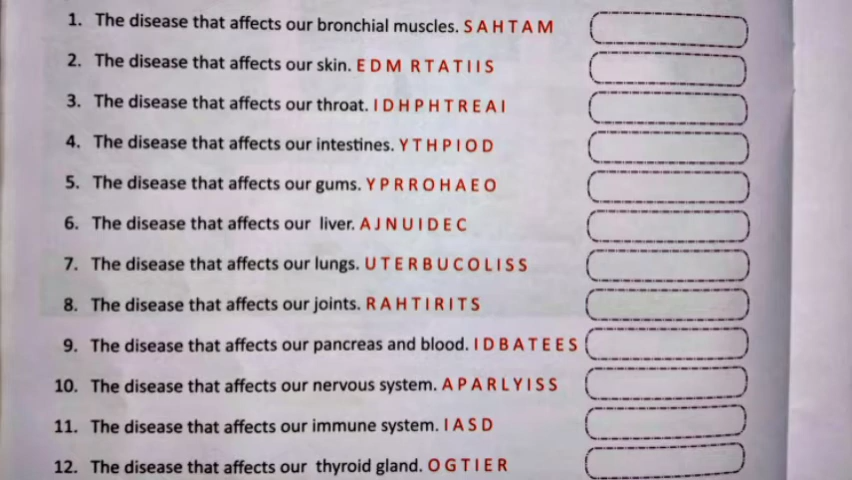 1. The disease that affects our bronchial muscles. S A H T A M
2. The disease that affects our skin. E D M R T A T I I S
3. The disease that affects our throat. I D H P H T R E A I
4. The disease that affects our intestines. Y T H P I O D
5. The disease that affects our gums. Y P R R O H A E O
6. The disease that affects our liver. A J N U I D E C
7. The disease that affects our lungs. U T E R B U C O L I S S
8. The disease that affects our joints. R A H T I R I T S
9. The disease that affects our pancreas and blood. I D B A T E E S
10. The disease that affects our nervous system. A P A R L Y I S S
11. The disease that affects our immune system. I A S D
12. The disease that affects our thyroid gland. O G T I E R